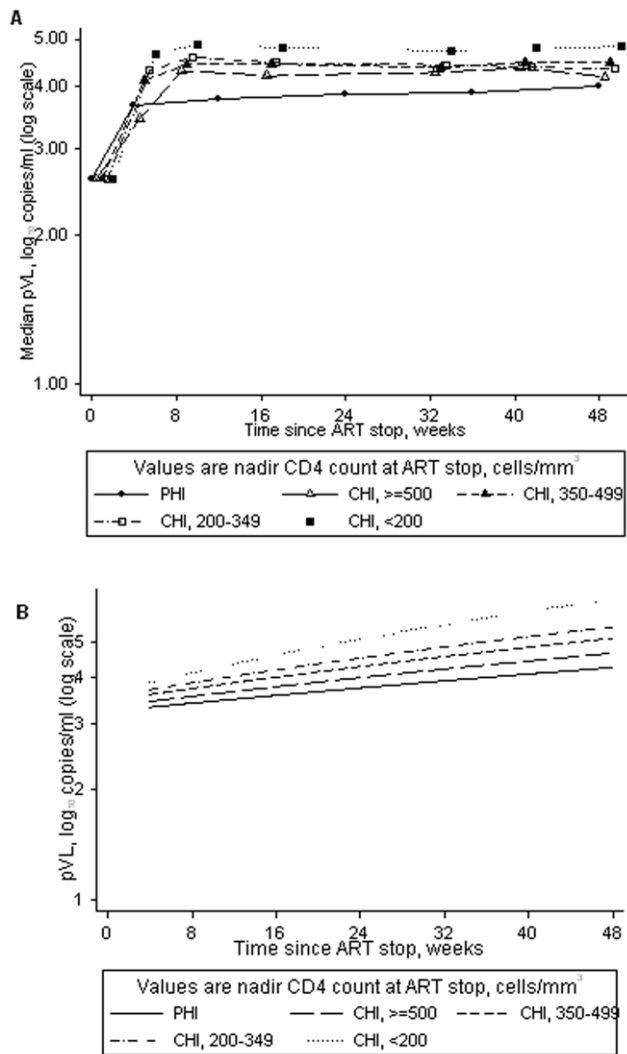 A
Median pVL, log10 copies/ml (log scale)
5.00
4.00
3.00
2.00
1.00
0 8 16 24 32 40 48
Time since ART stop, weeks
Values are nadir CD4 count at ART stop, cells/mm3
PHI CHI, >=500 CHI, 350-499
CHI, 200-349 CHI, <200
B
pVL, log10 copies/ml (log scale)
5
4
3
2
1
0 8 16 24 32 40 48
Time since ART stop, weeks
Values are nadir CD4 count at ART stop, cells/mm3
PHI CHI, >=500 CHI, 350-499
CHI, 200-349 CHI, <200